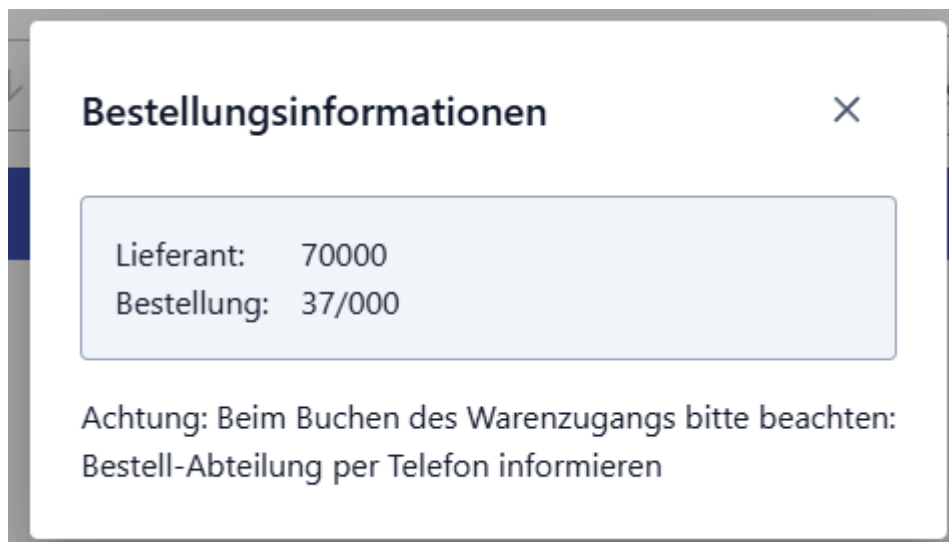 Bestellungsinformationen
Lieferant: 70000
Bestellung: 37/000
Achtung: Beim Buchen des Warenzugangs bitte beachten:
Bestell-Abteilung per Telefon informieren